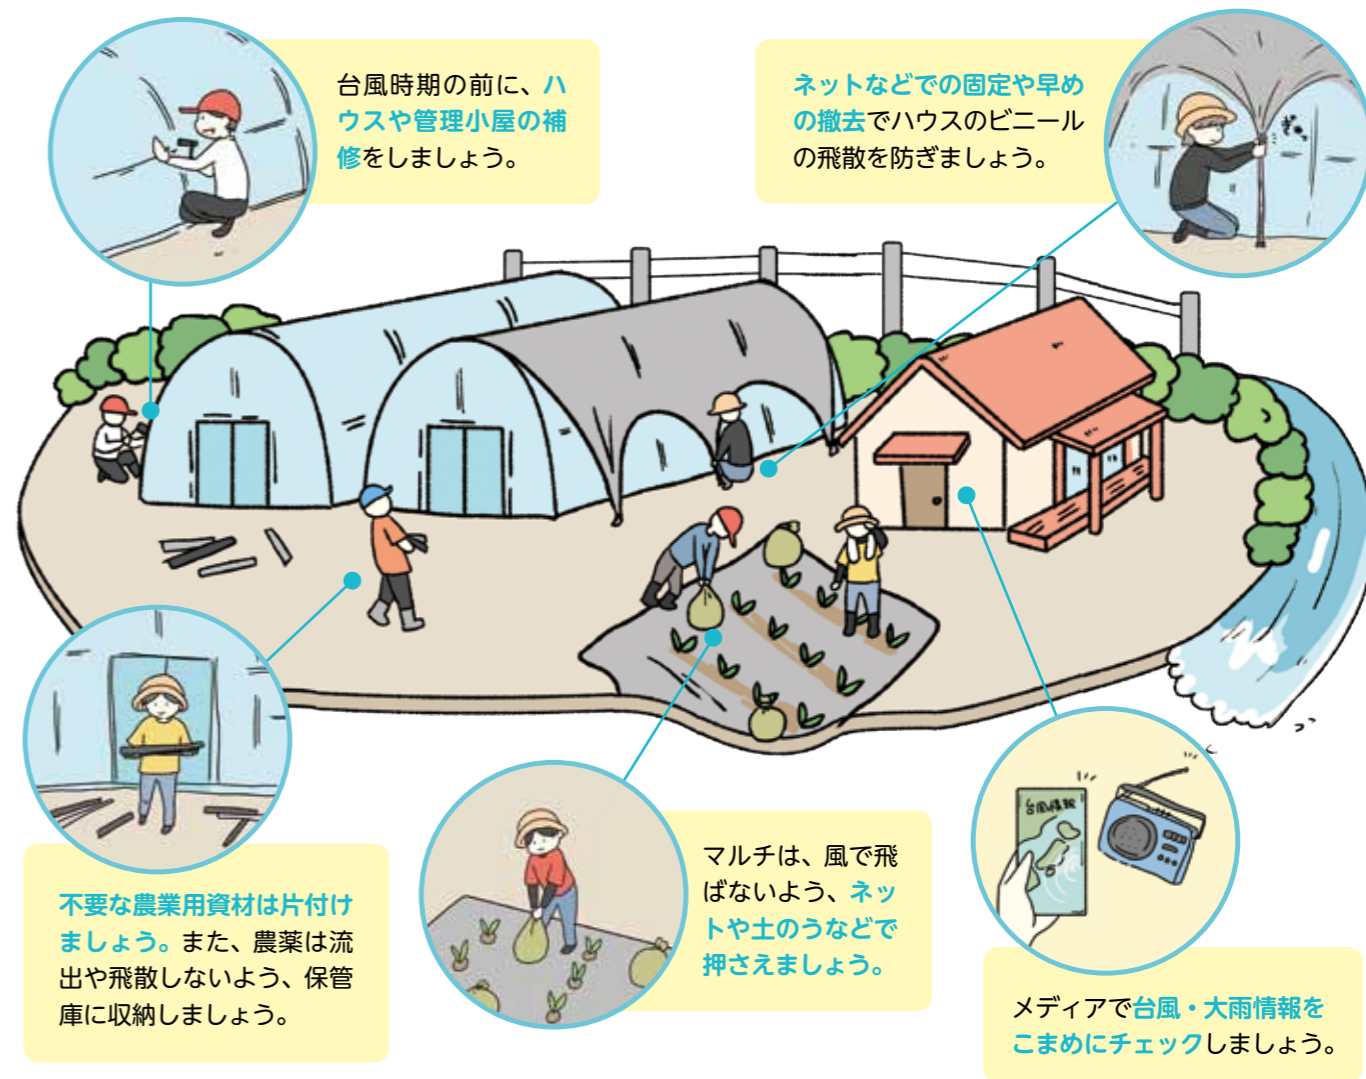 台風時期の前に、ハ
ウスや管理小屋の補
修をしましょう。
ネットなどでの固定や早め
の撤去でハウスのビニール
の飛散を防ぎましょう。
ぎゅっ
不要な農業用資材は片付け
ましょう。また、農薬は流
出や飛散しないよう、保管
庫に収納しましょう。
マルチは、風で飛
ばないよう、ネッ
トや土のうなどで
押さえましょう。
台風情報
メディアで台風・大雨情報を
こまめにチェックしましょう。